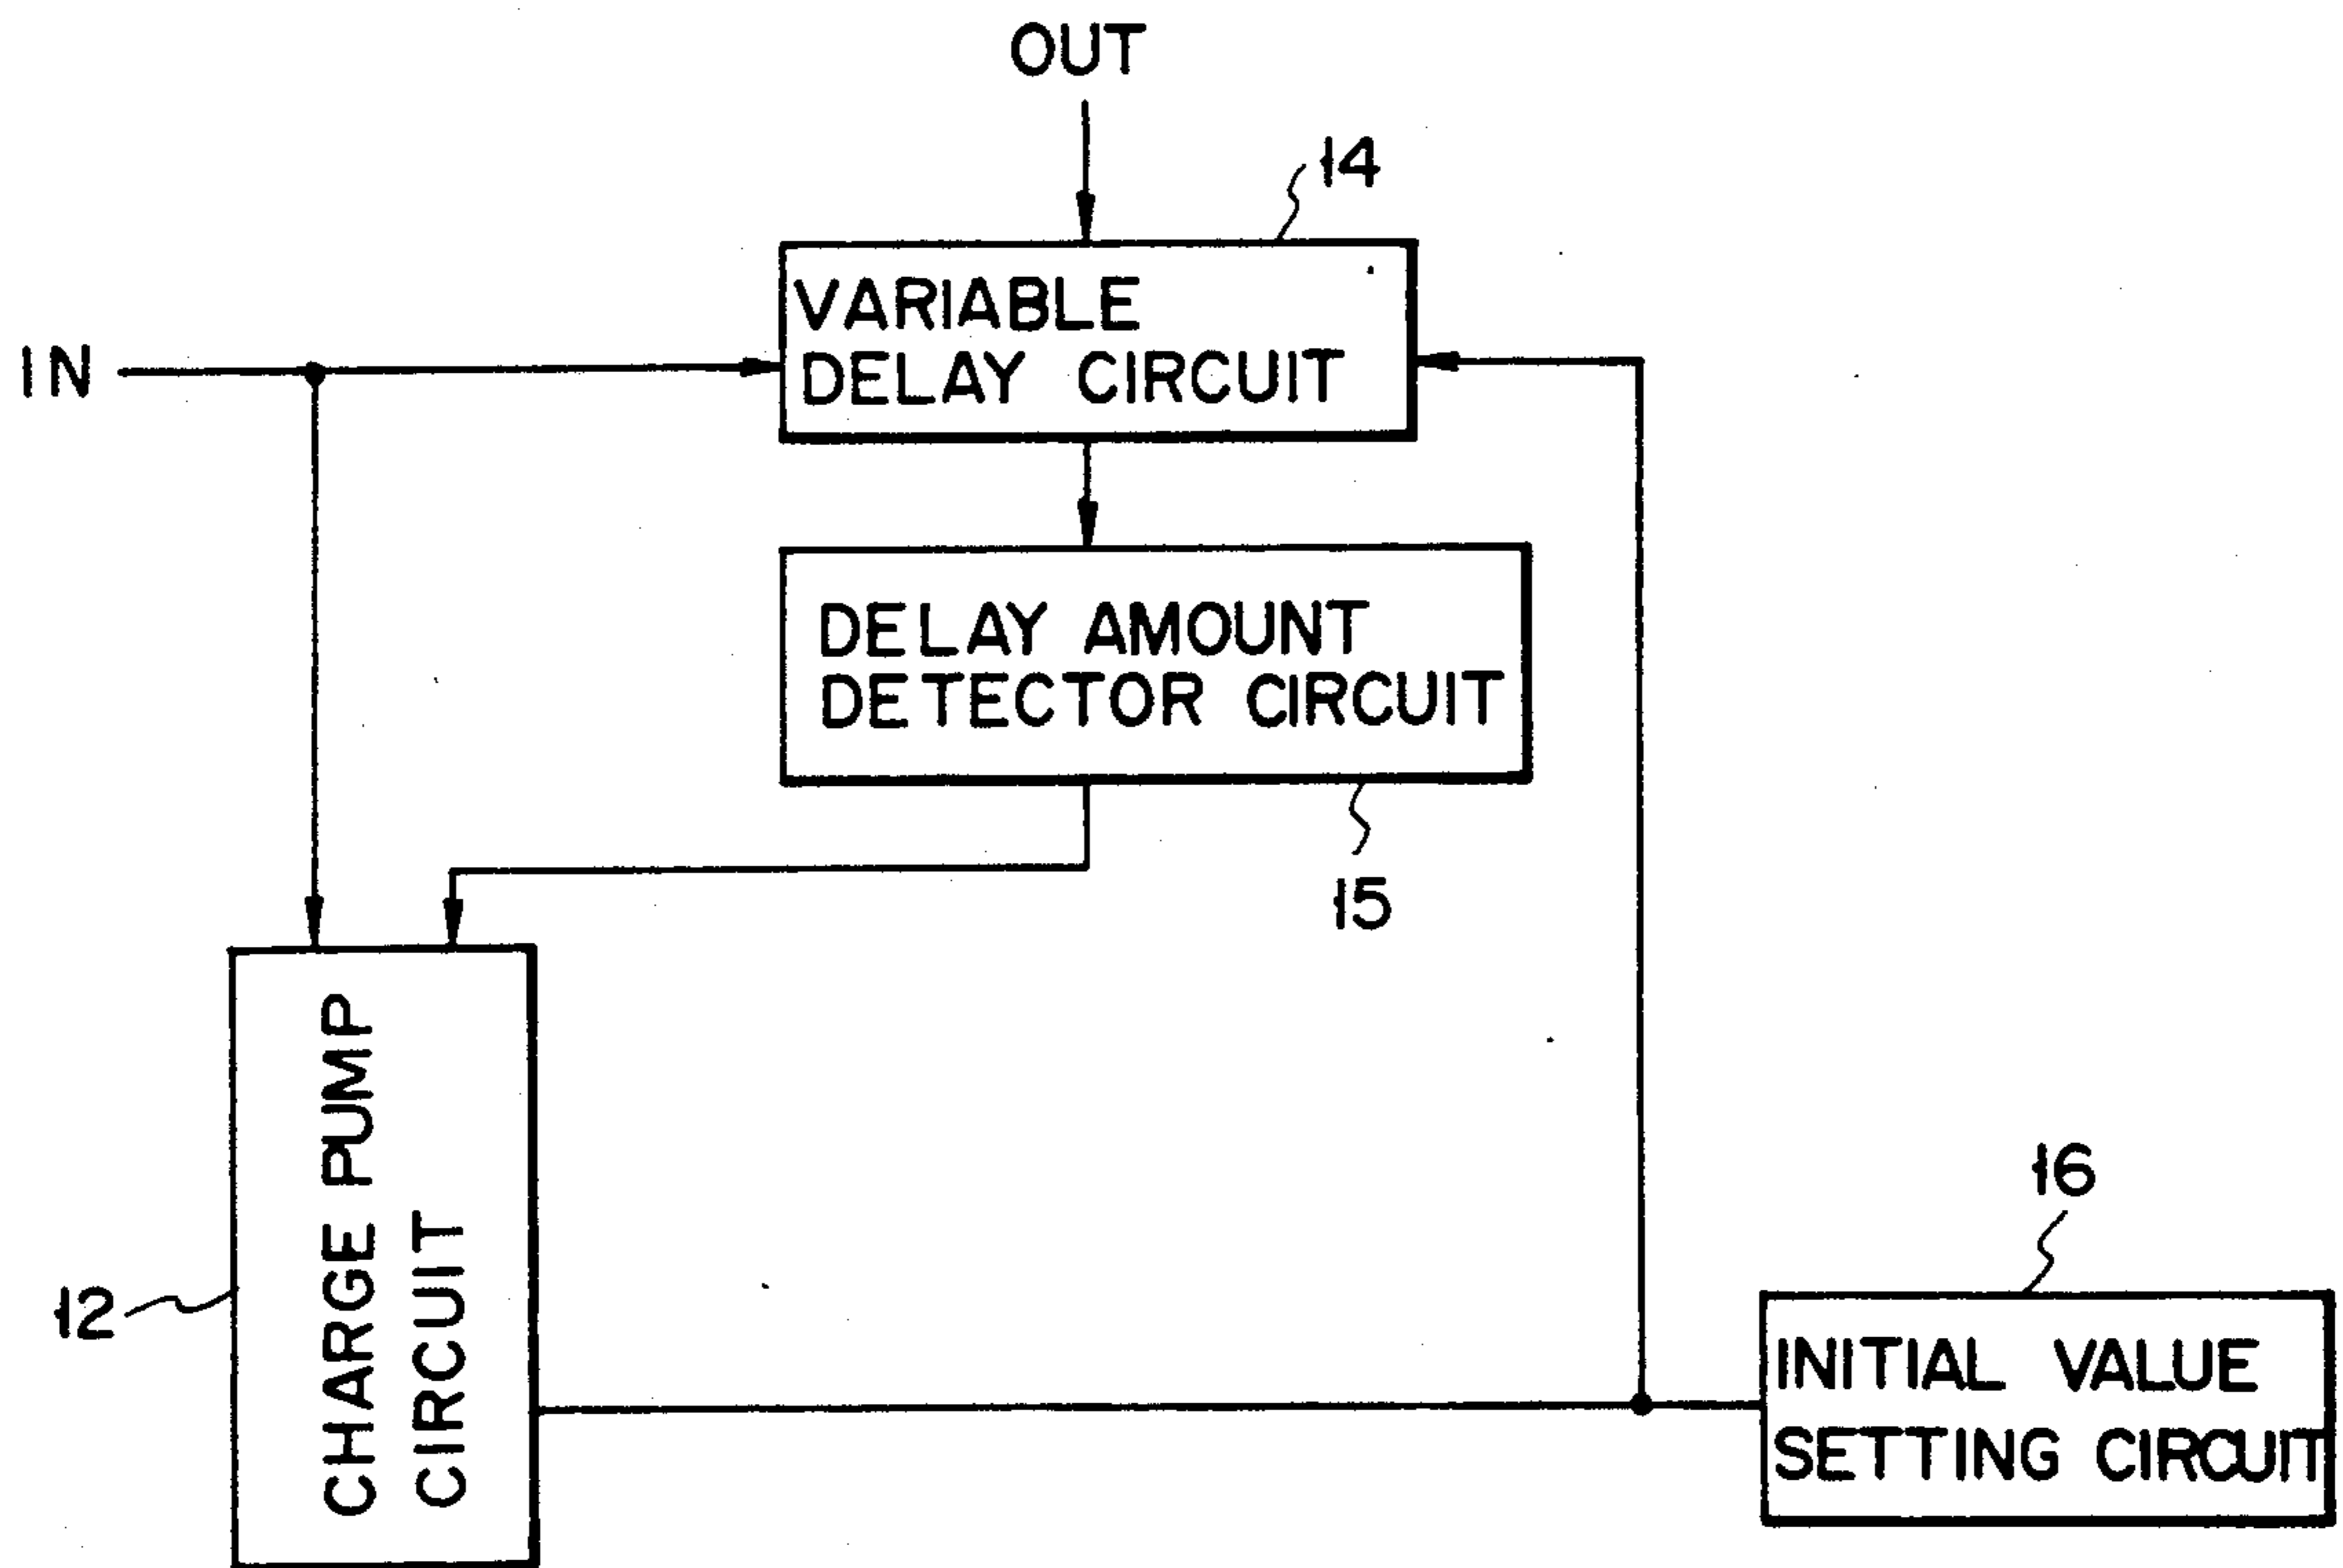 OUT
14
IN
VARIABLE
DELAY CIRCUIT
DELAY AMOUNT
DETECTOR CIRCUIT
15
12
CHARGE PUMP
CIRCUIT
16
INITIAL VALUE
SETTING CIRCUIT